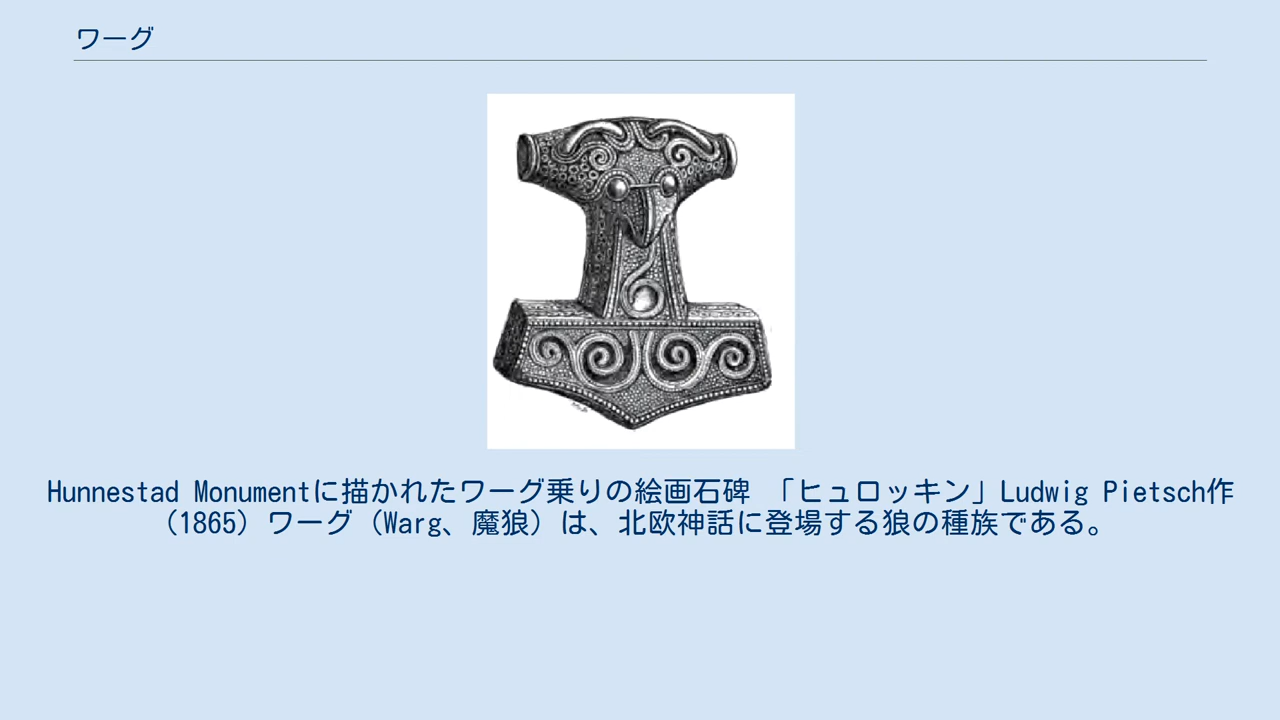 ワーグ
Hunnestad Monumentに描かれたワーグ乗りの絵画石碑 「ヒュロッキン」Ludwig Pietsch作
（1865）ワーグ（Warg、魔狼）は、北欧神話に登場する狼の種族である。